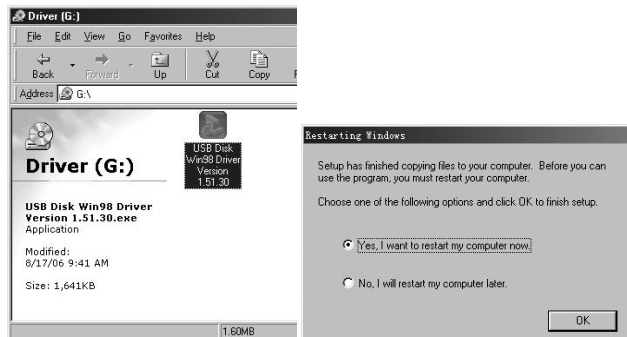 Driver (G:)
File Edit View Go Favorites Help
Back Forward Up Cut Copy
Address G:\
Driver (G:)
USB Disk Win98 Driver
Version 1.51.30.exe
Application
Modified:
8/17/06 9:41 AM
Size: 1,641KB
USB Disk
Win98 Driver
Version
1.51.30
1.60MB
Restarting Windows
Setup has finished copying files to your computer. Before you can
use the program, you must restart your computer.
Choose one of the following options and click OK to finish setup.
Yes, I want to restart my computer now.
No, I will restart my computer later.
OK